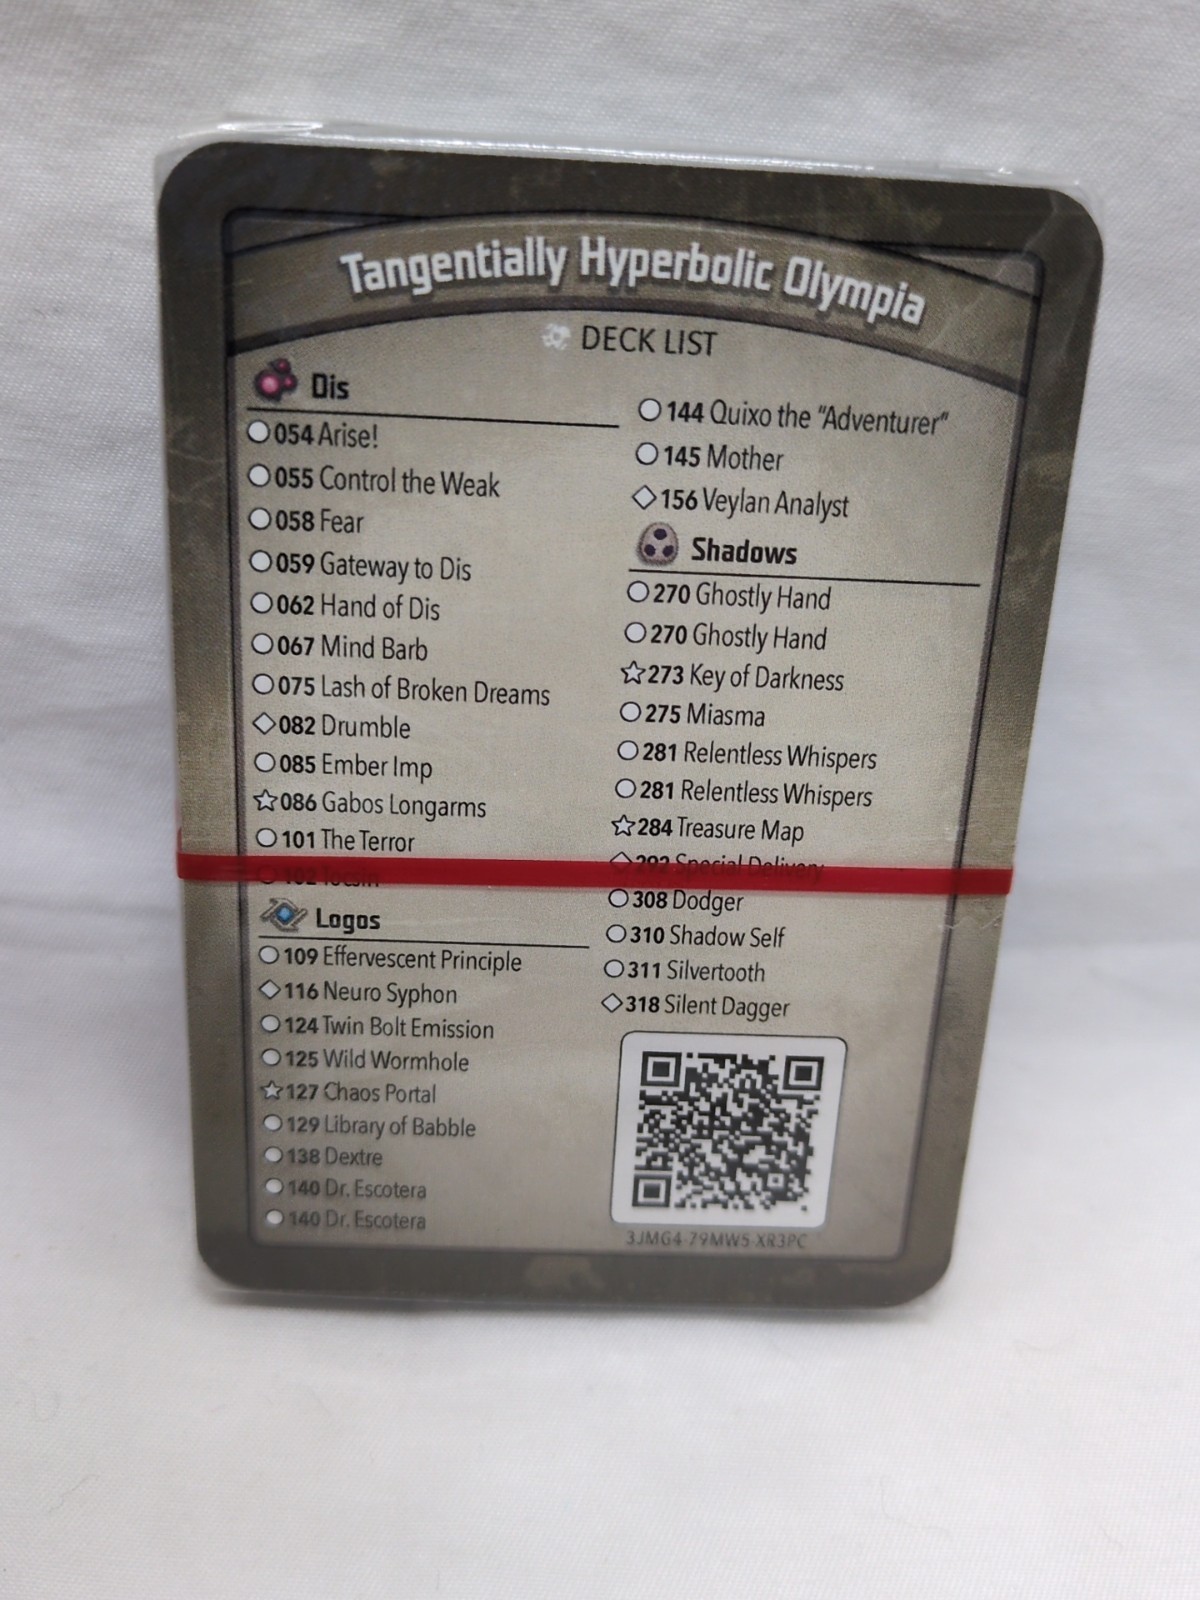 Tangentially Hyperbolic Olympia
DECK LIST
Dis
054 Arise!
055 Control the Weak
058 Fear
059 Gateway to Dis
062 Hand of Dis
067 Mind Barb
075 Lash of Broken Dreams
082 Drumble
085 Ember Imp
086 Gabos Longarms
101 The Terror
102 Tocsin
Logos
109 Effervescent Principle
116 Neuro Syphon
124 Twin Bolt Emission
125 Wild Wormhole
127 Chaos Portal
129 Library of Babble
138 Dextre
140 Dr. Escotera
140 Dr. Escotera
144 Quixo the "Adventurer"
145 Mother
156 Veylan Analyst
Shadows
270 Ghostly Hand
270 Ghostly Hand
273 Key of Darkness
275 Miasma
281 Relentless Whispers
281 Relentless Whispers
284 Treasure Map
292 Special Delivery
308 Dodger
310 Shadow Self
311 Silvertooth
318 Silent Dagger
3JMG4-79MW5-XR3PC